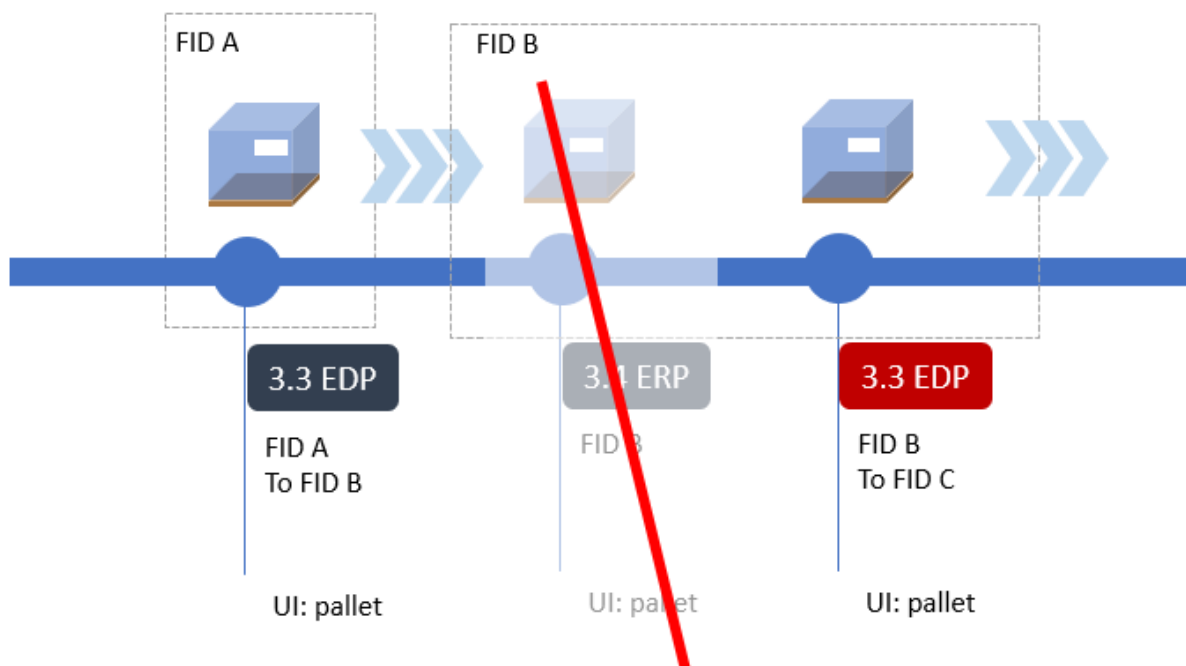 FID A
FID B
3.3 EDP
3.4 ERP
3.3 EDP
FID A
To FID B
FID B
FID B
To FID C
UI: pallet
UI: pallet
UI: pallet